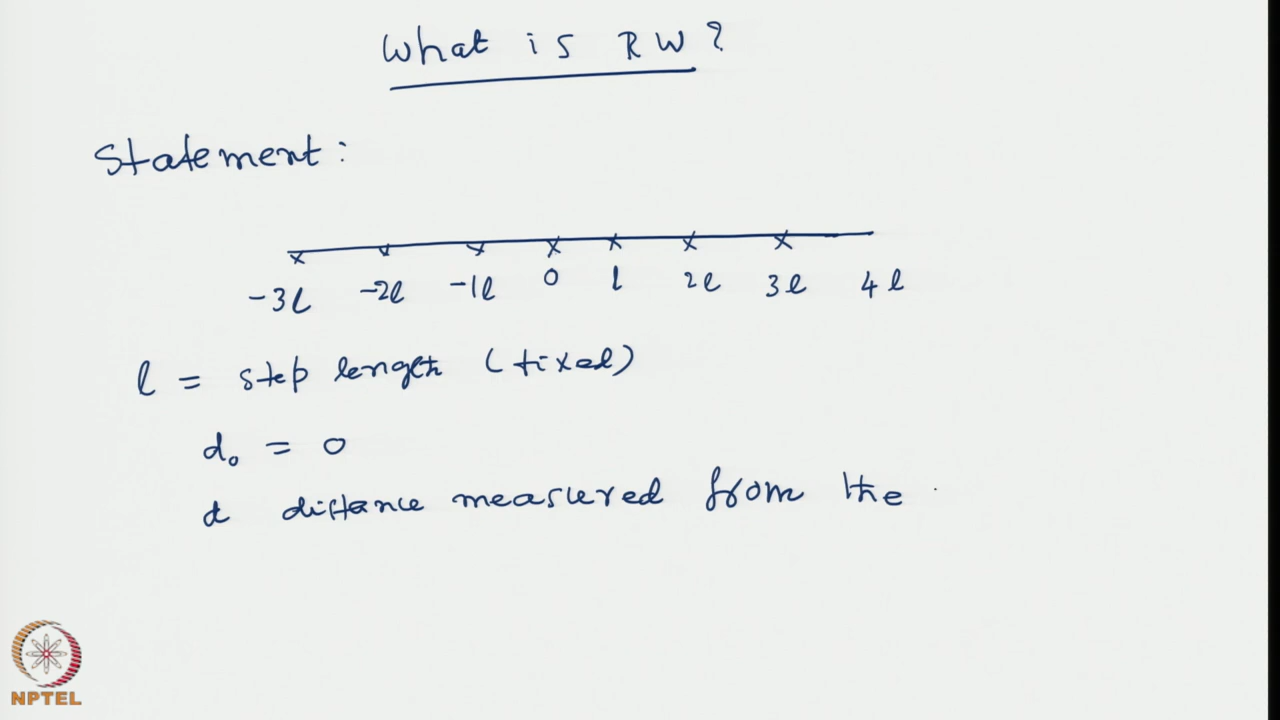 What is RW?
Statement:
-3l -2l -1l 0 l 2l 3l 4l
l = step length (fixed)
d₀ = 0
d distance measured from the
NPTEL